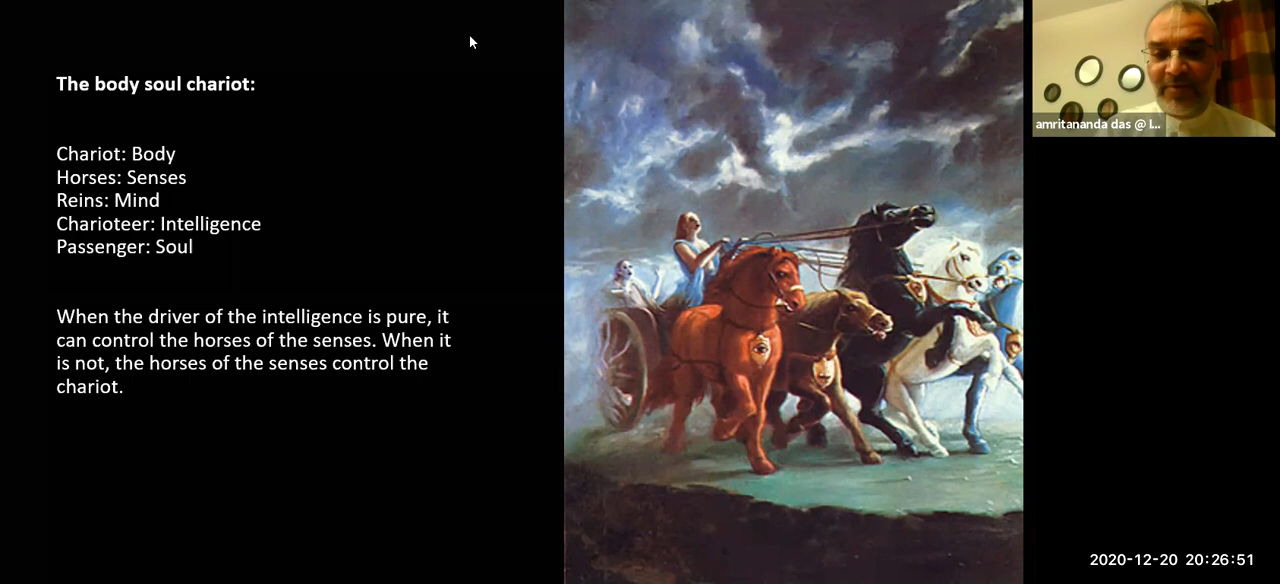 The body soul chariot:
Chariot: Body
Horses: Senses
Reins: Mind
Charioteer: Intelligence
Passenger: Soul
When the driver of the intelligence is pure, it
can control the horses of the senses. When it
is not, the horses of the senses control the
chariot.
amritananda das @ l...
2020-12-20 20:26:51